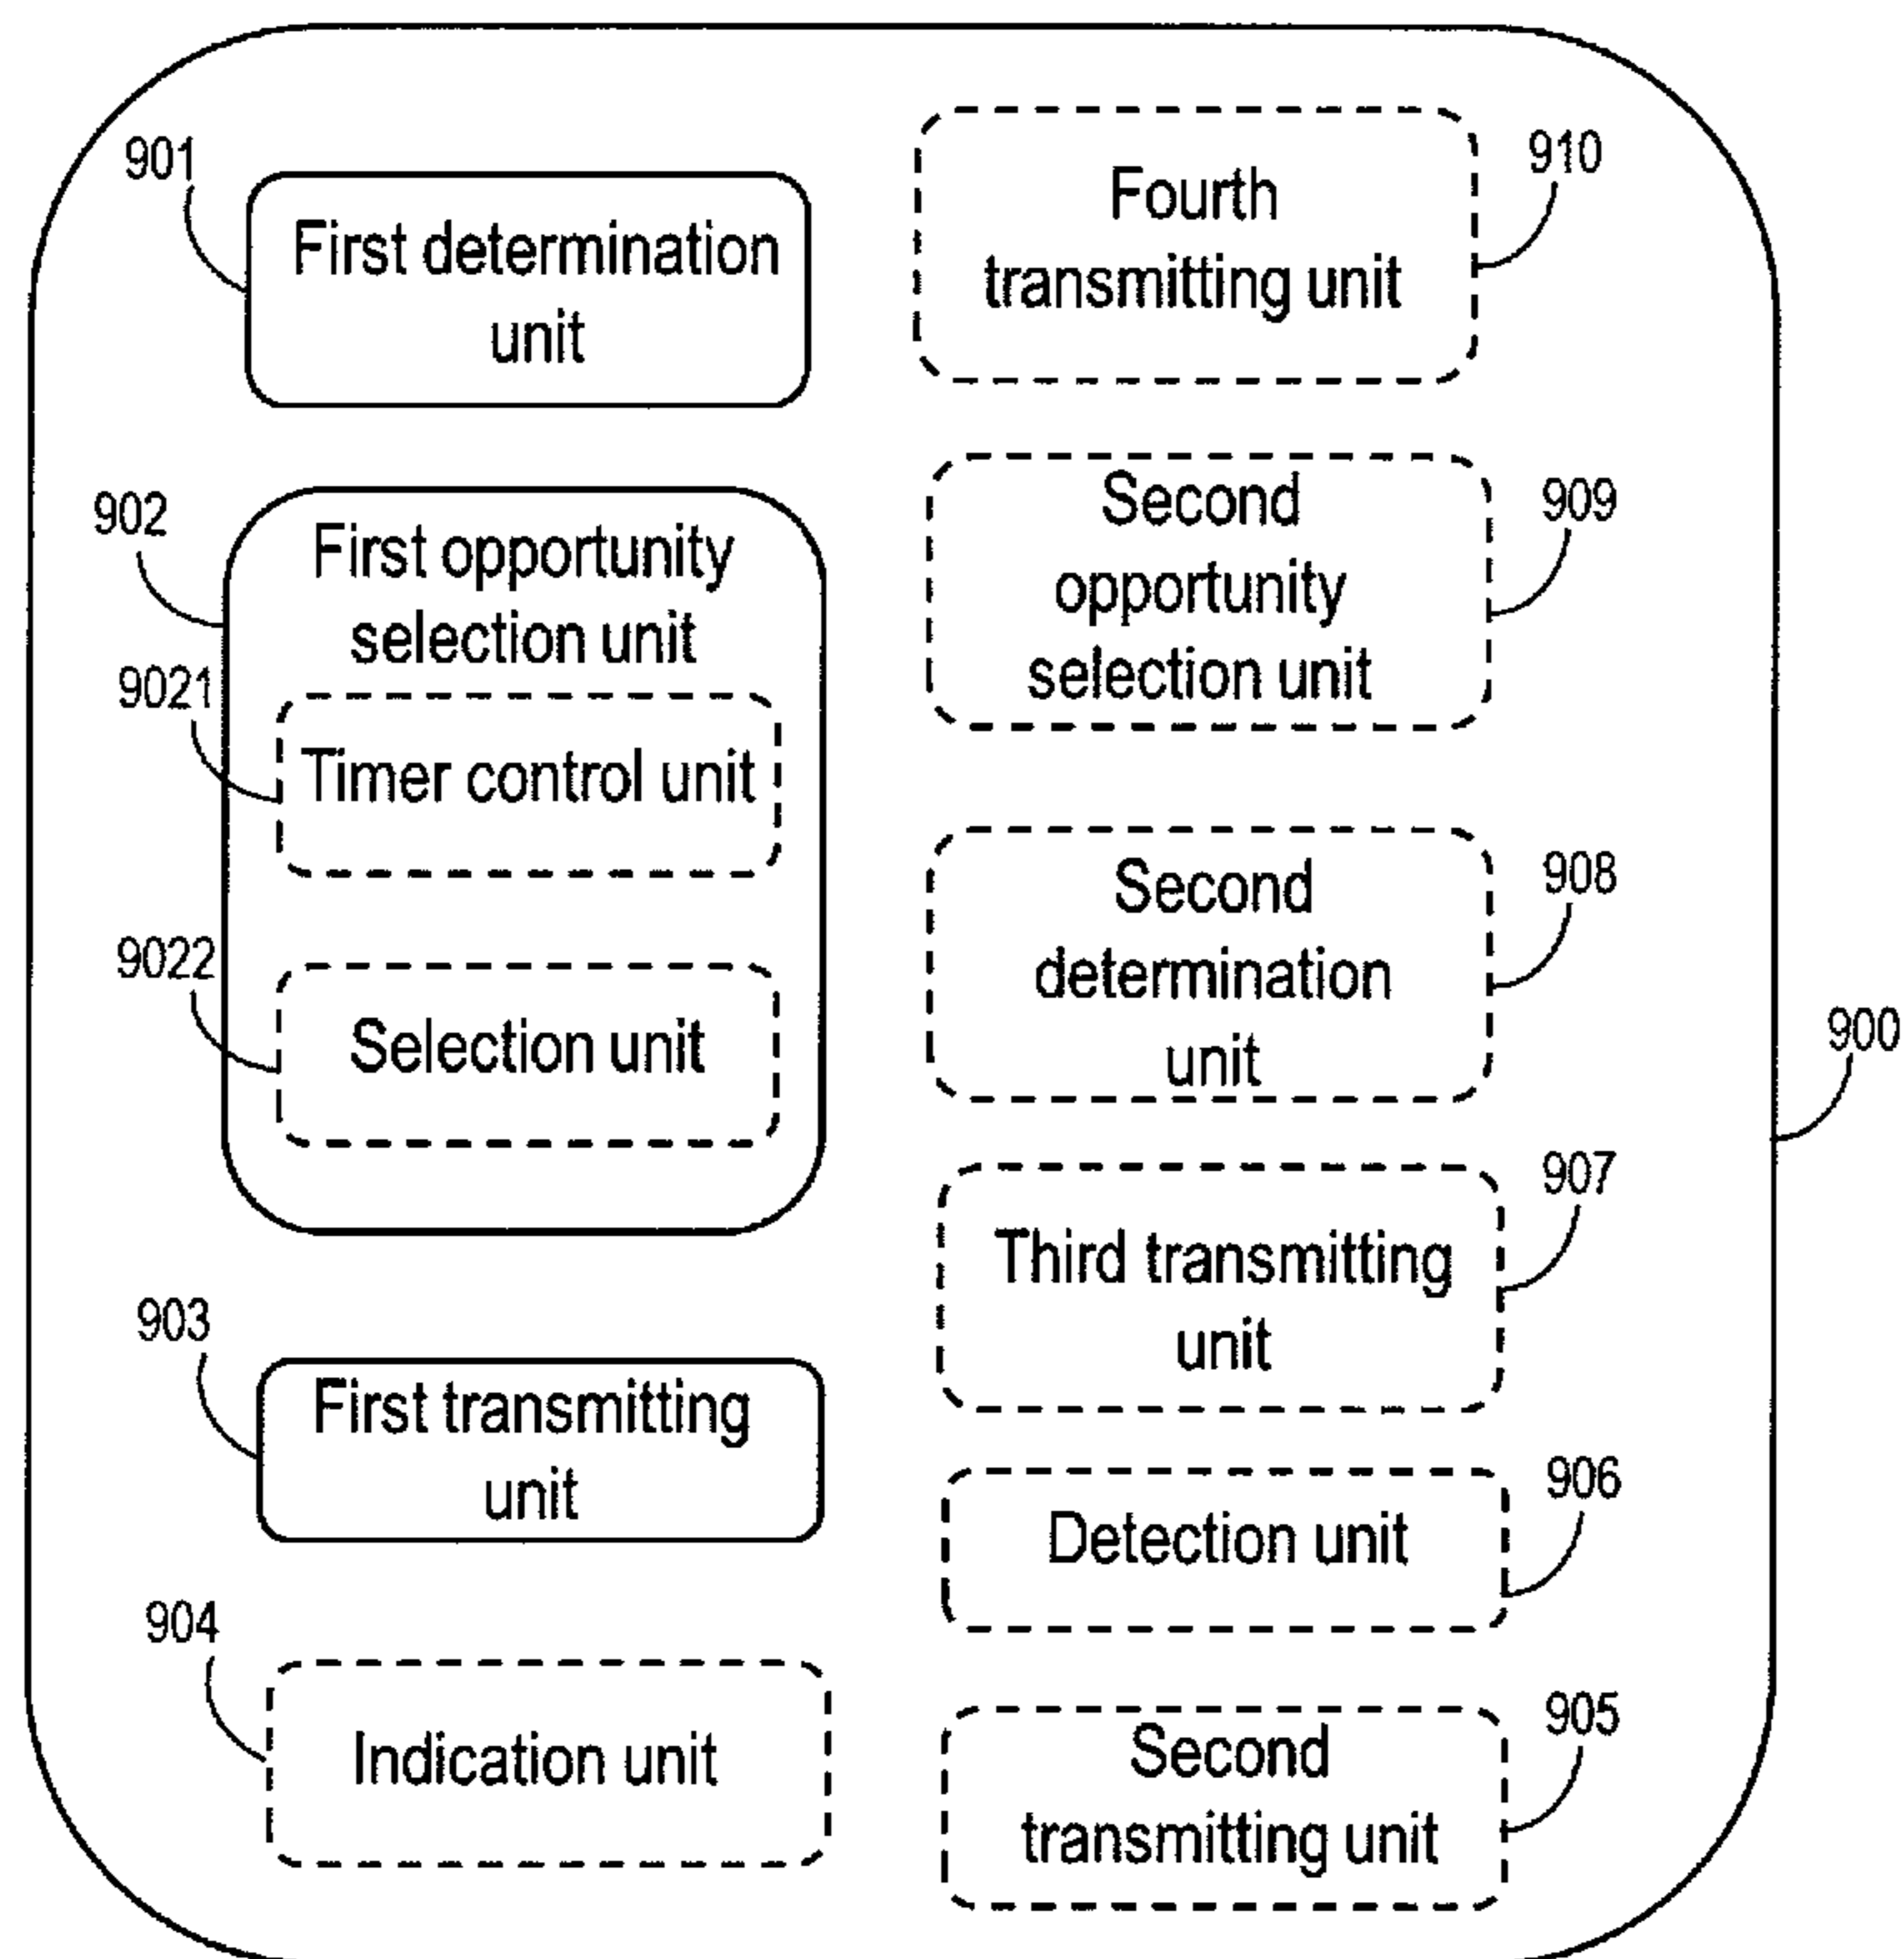 901
First determination
unit
902
First opportunity
selection unit
9021
Timer control unit
9022
Selection unit
903
First transmitting
unit
904
Indication unit
910
Fourth
transmitting unit
909
Second
opportunity
selection unit
908
Second
determination
unit
900
907
Third transmitting
unit
906
Detection unit
905
Second
transmitting unit